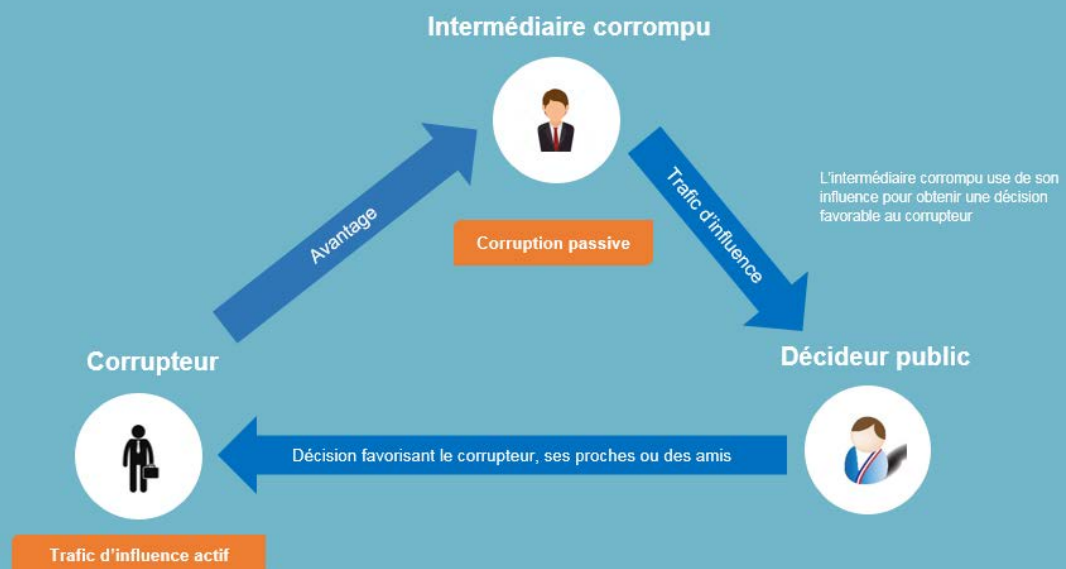 Intermédiaire corrompu
Avantage
Trafic d'influence
L'intermédiaire corrompu use de son
influence pour obtenir une décision
favorable au corrupteur
Corruption passive
Corrupteur
Décideur public
Décision favorisant le corrupteur, ses proches ou des amis
Trafic d'influence actif